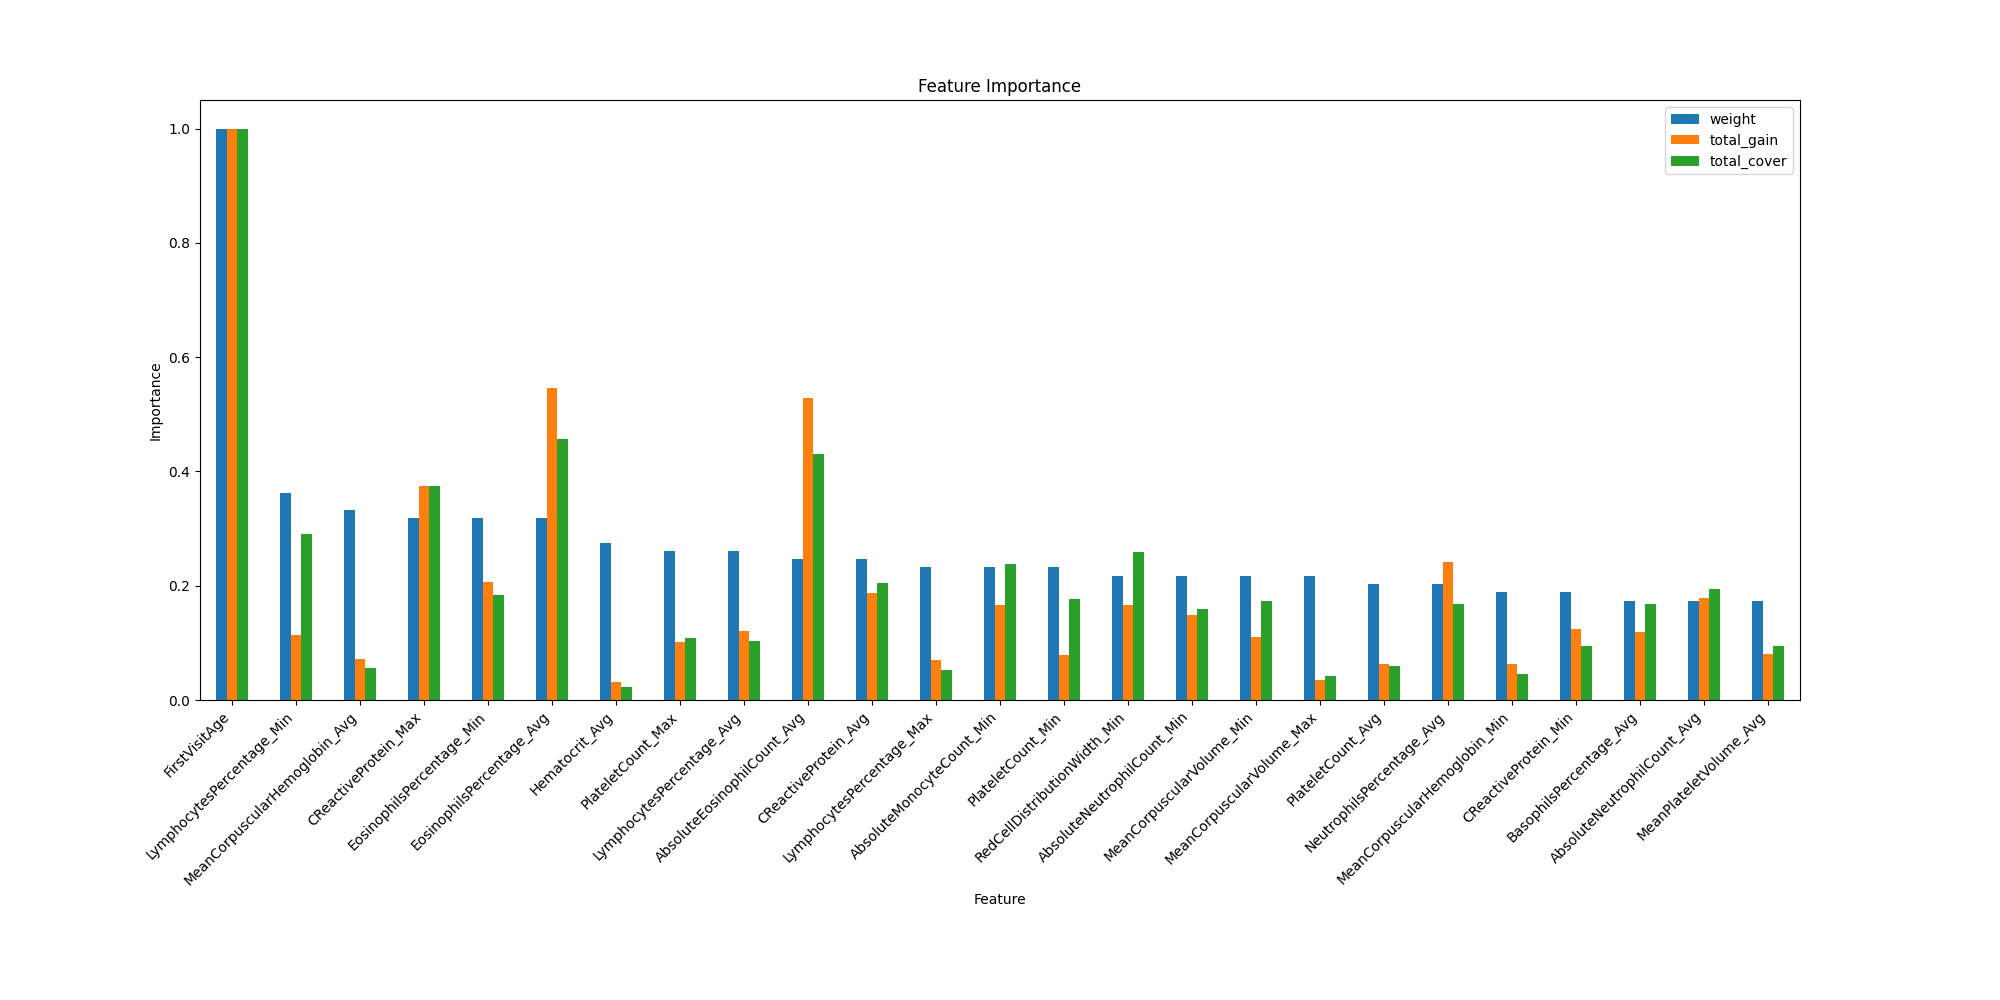 Feature Importance
weight
total_gain
total_cover
Importance
1.0
0.8
0.6
0.4
0.2
0.0
FirstVisitAge
LymphocytesPercentage_Min
MeanCorpuscularHemoglobin_Avg
CReactiveProtein_Max
EosinophilsPercentage_Min
EosinophilsPercentage_Avg
Hematocrit_Avg
PlateletCount_Max
LymphocytesPercentage_Avg
AbsoluteEosinophilCount_Avg
CReactiveProtein_Avg
LymphocytesPercentage_Max
AbsoluteMonocyteCount_Min
PlateletCount_Min
RedCellDistributionWidth_Min
AbsoluteNeutrophilCount_Min
MeanCorpuscularVolume_Min
MeanCorpuscularVolume_Max
PlateletCount_Avg
NeutrophilsPercentage_Avg
MeanCorpuscularHemoglobin_Min
CReactiveProtein_Min
BasophilsPercentage_Avg
AbsoluteNeutrophilCount_Avg
MeanPlateletVolume_Avg
Feature